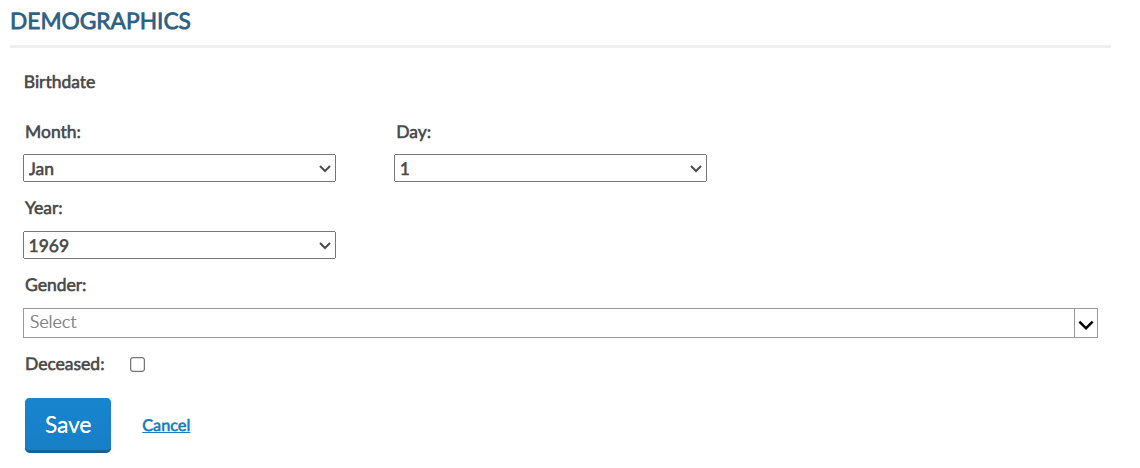 DEMOGRAPHICS
Birthdate
Month: Day:
Jan 1
Year:
1969
Gender:
Select
Deceased:
Save Cancel